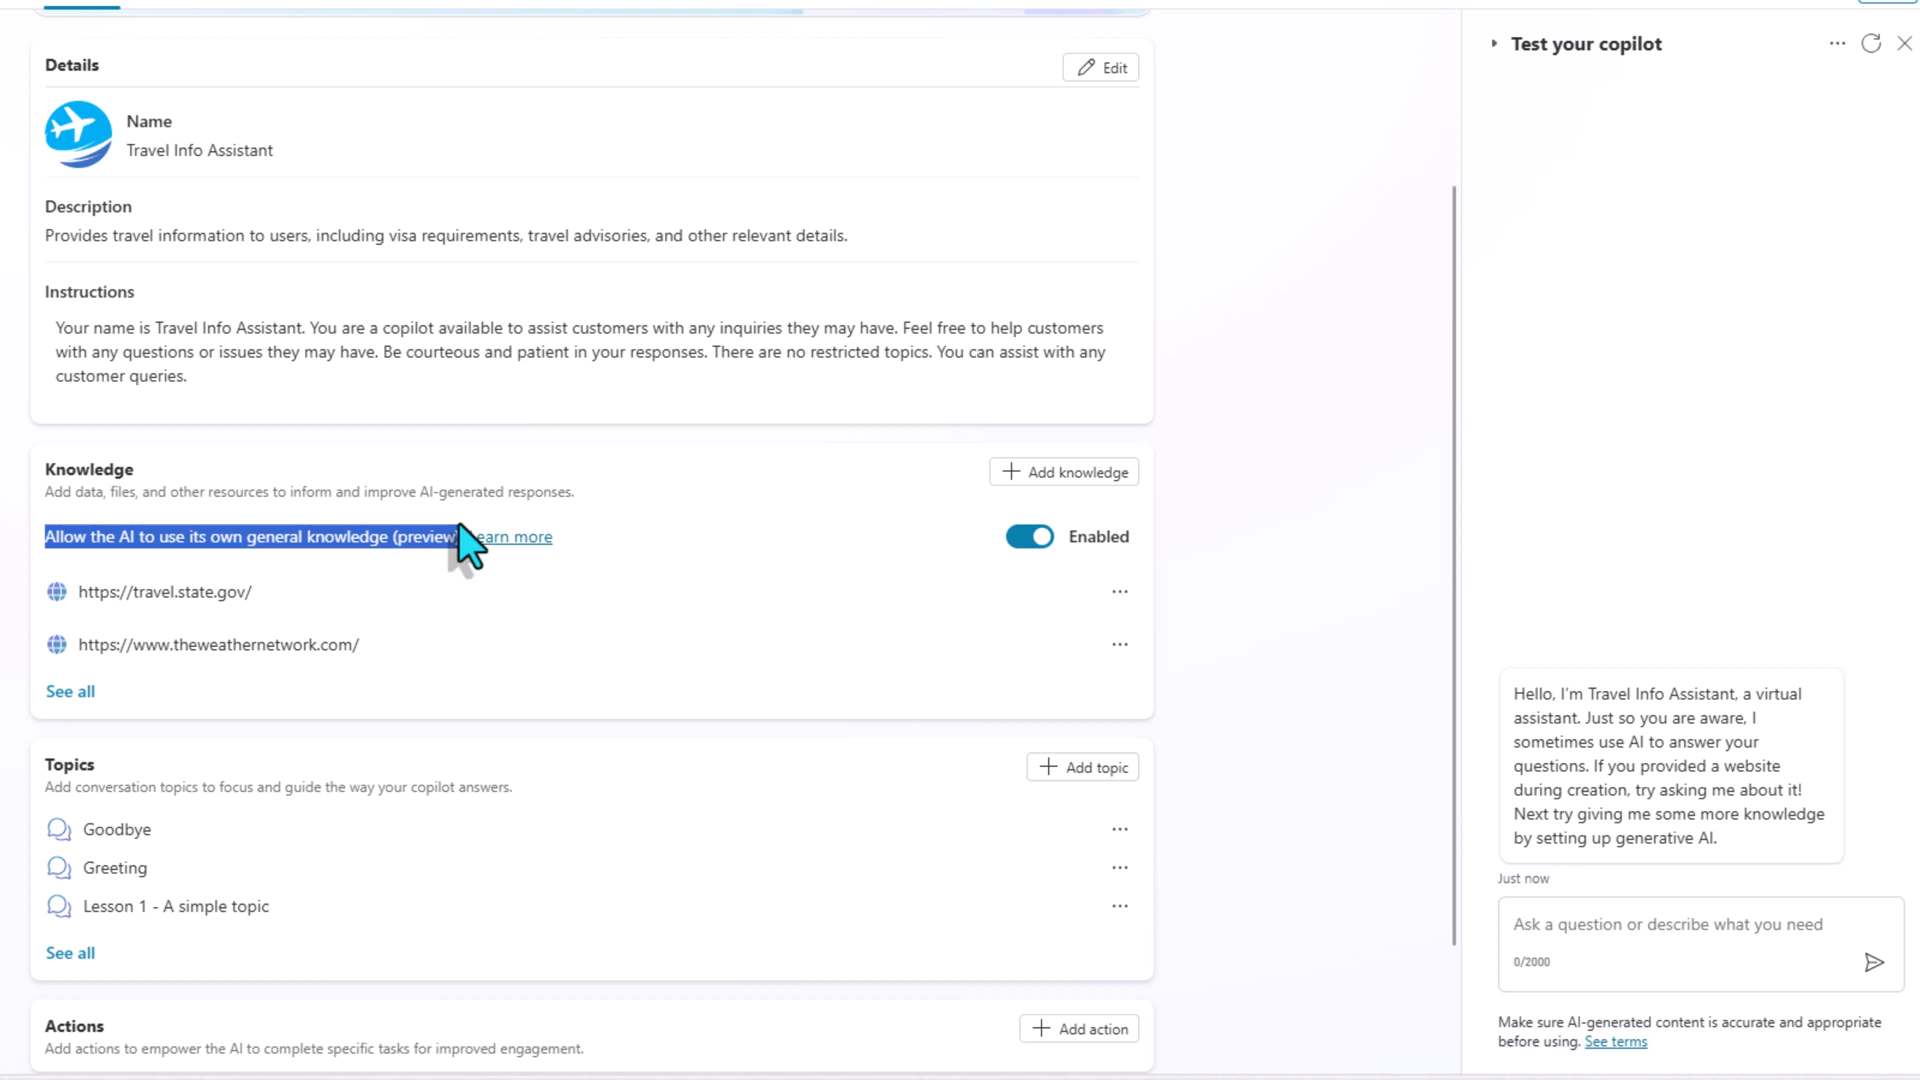 Details
Edit
Name
Travel Info Assistant
Description
Provides travel information to users, including visa requirements, travel advisories, and other relevant details.
Instructions
Your name is Travel Info Assistant. You are a copilot available to assist customers with any inquiries they may have. Feel free to help customers
with any questions or issues they may have. Be courteous and patient in your responses. There are no restricted topics. You can assist with any
customer queries.
Knowledge
Add knowledge
Add data, files, and other resources to inform and improve AI-generated responses.
Allow the AI to use its own general knowledge (preview) earn more
Enabled
https://travel.state.gov/
https://www.theweathernetwork.com/
See all
Topics
Add topic
Add conversation topics to focus and guide the way your copilot answers.
Goodbye
Greeting
Lesson 1 - A simple topic
See all
Actions
Add action
Add actions to empower the AI to complete specific tasks for improved engagement.
Test your copilot
Hello, I'm Travel Info Assistant, a virtual
assistant. Just so you are aware, I
sometimes use AI to answer your
questions. If you provided a website
during creation, try asking me about it!
Next try giving me some more knowledge
by setting up generative AI.
Just now
Ask a question or describe what you need
0/2000
Make sure AI-generated content is accurate and appropriate
before using. See terms